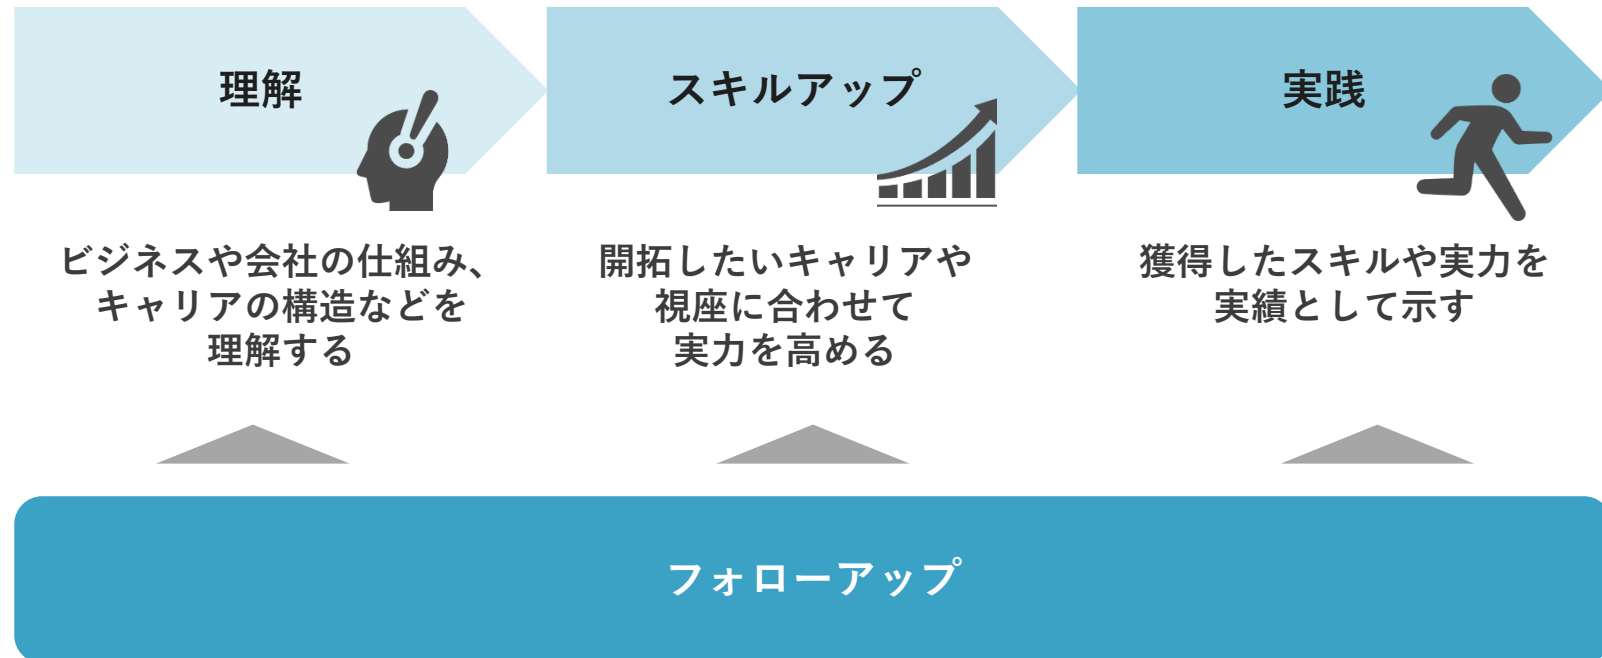 理解
スキルアップ
実践
ビジネスや会社の仕組み、
キャリアの構造などを
理解する
開拓したいキャリアや
視座に合わせて
実力を高める
獲得したスキルや実力を
実績として示す
フォローアップ